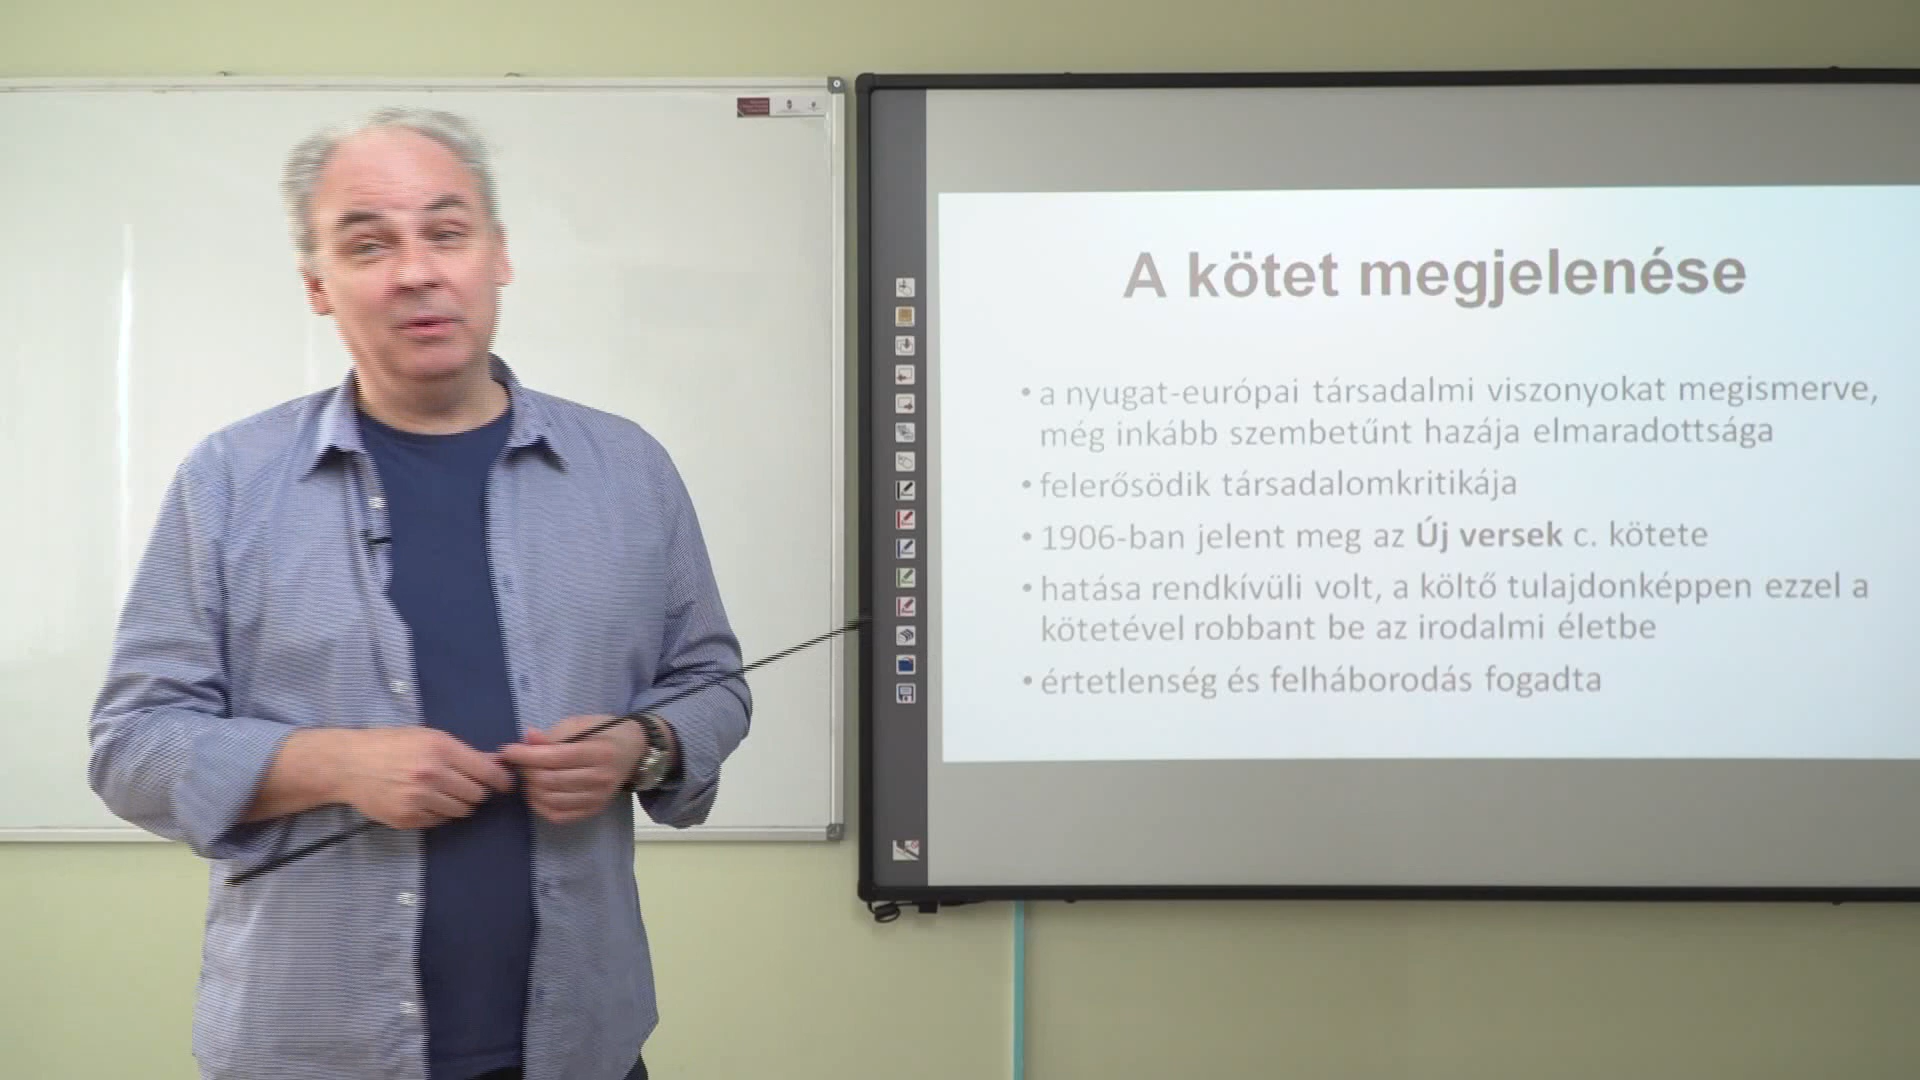 A kötet megjelenése
• a nyugat-európai társadalmi viszonyokat megismerve,
még inkább szembetűnt hazája elmaradottsága
• felerősödik társadalomkritikája
• 1906-ban jelent meg az Új versek c. kötete
• hatása rendkívüli volt, a költő tulajdonképpen ezzel a
kötetével robbant be az irodalmi életbe
• értetlenség és felháborodás fogadta